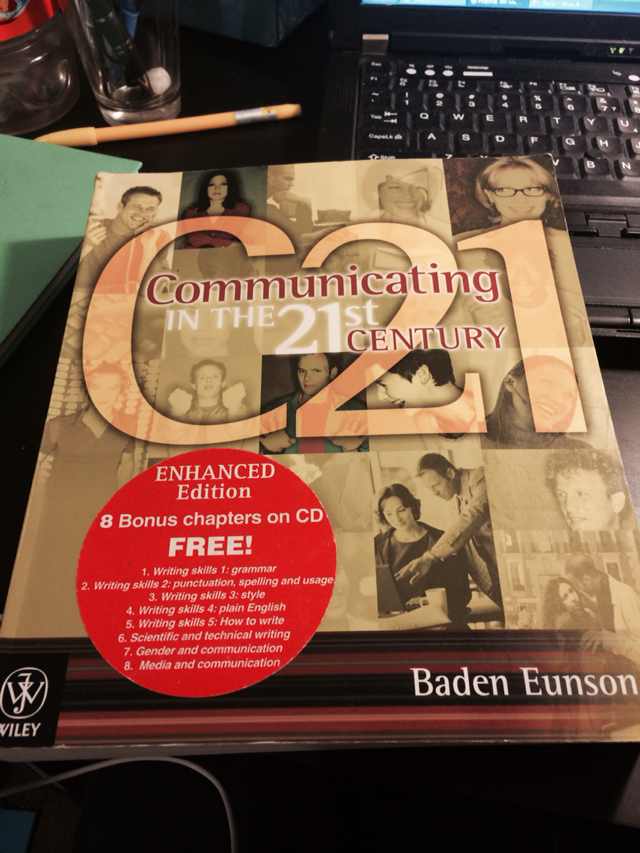 C21
Communicating
IN THE 21st
CENTURY
ENHANCED
Edition
8 Bonus chapters on CD
FREE!
1. Writing skills 1: grammar
2. Writing skills 2: punctuation, spelling and usage
3. Writing skills 3: style
4. Writing skills 4: plain English
5. Writing skills 5: How to write
6. Scientific and technical writing
7. Gender and communication
8. Media and communication
Baden Eunson
WILEY
Q W E R T Y U
CapsLk A S D F G H
Shift
V B N